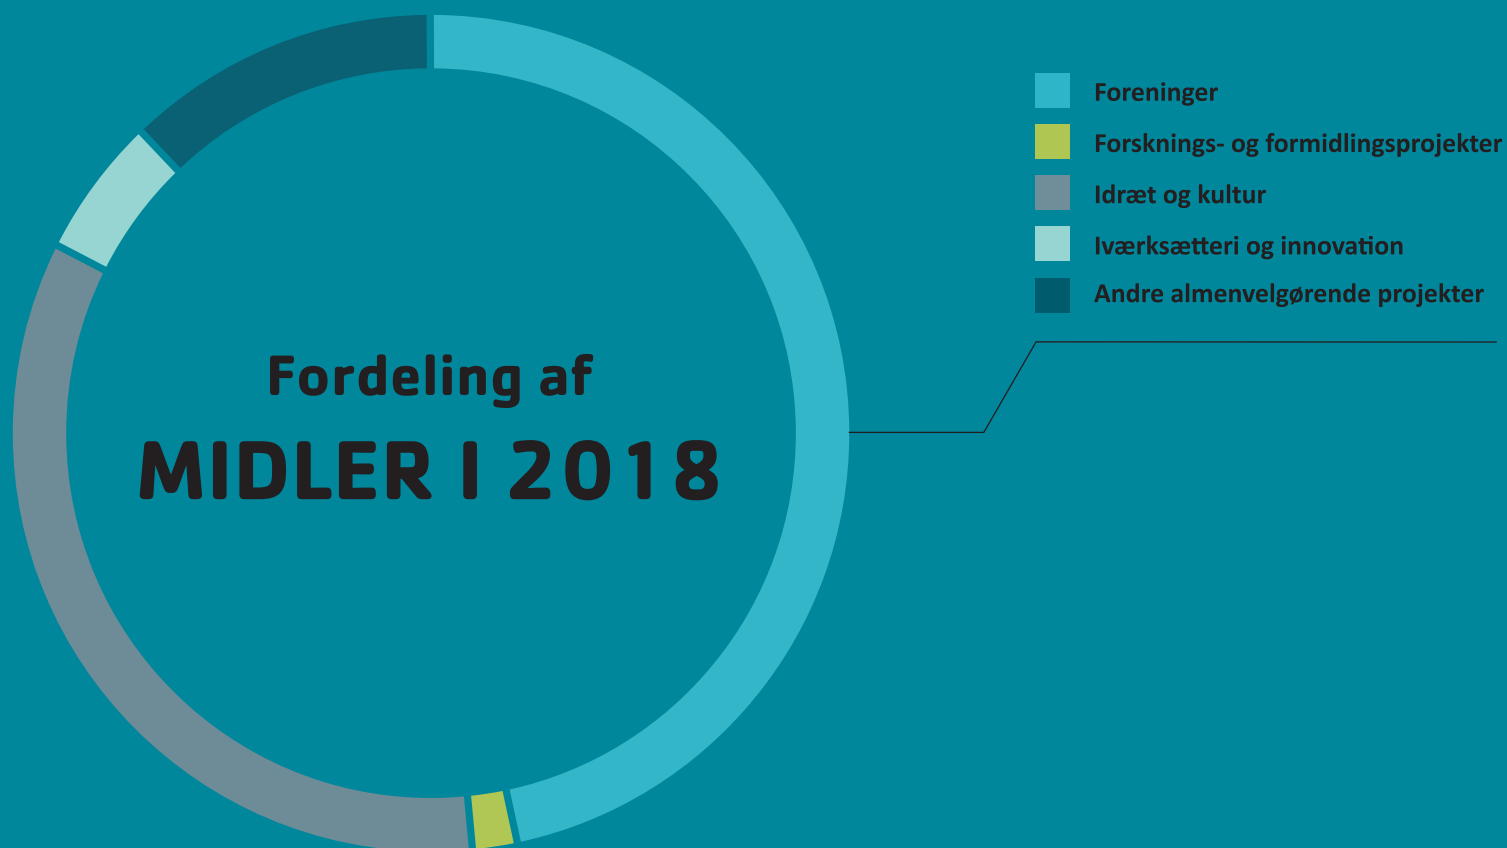 Fordeling af
MIDLER I 2018
Foreninger
Forsknings- og formidlingsprojekter
Idræt og kultur
Iværksætteri og innovation
Andre almenvelgørende projekter